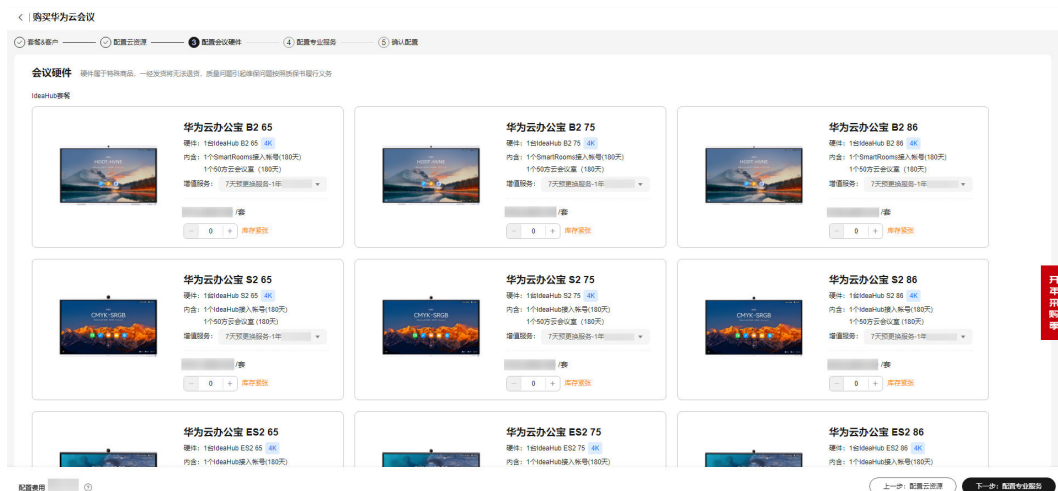 购买华为云会议
套餐&客户
配置云资源
3 配置会议硬件
4 配置专业服务
5 确认配置
会议硬件 硬件属于特殊商品，一经发货将无法退货，质量问题引起维保问题按照质保书履行义务
IdeaHub套餐
华为云办公宝 B2 65
硬件：1台IdeaHub B2 65 4K
内含：1个SmartRooms接入帐号(180天)
1个50方云会议室（180天）
增值服务：7天预更换服务-1年
/套
- 0 + 库存紧张
华为云办公宝 B2 75
硬件：1台IdeaHub B2 75 4K
内含：1个SmartRooms接入帐号(180天)
1个50方云会议室（180天）
增值服务：7天预更换服务-1年
/套
- 0 + 库存紧张
华为云办公宝 B2 86
硬件：1台IdeaHub B2 86 4K
内含：1个SmartRooms接入帐号(180天)
1个50方云会议室（180天）
增值服务：7天预更换服务-1年
/套
- 0 + 库存紧张
华为云办公宝 S2 65
硬件：1台IdeaHub S2 65 4K
内含：1个IdeaHub接入帐号(180天)
1个50方云会议室（180天）
增值服务：7天预更换服务-1年
/套
- 0 + 库存紧张
CMYK-SRGB
华为云办公宝 S2 75
硬件：1台IdeaHub S2 75 4K
内含：1个IdeaHub接入帐号(180天)
1个50方云会议室（180天）
增值服务：7天预更换服务-1年
/套
- 0 + 库存紧张
CMYK-SRGB
华为云办公宝 S2 86
硬件：1台IdeaHub S2 86 4K
内含：1个IdeaHub接入帐号(180天)
1个50方云会议室（180天）
增值服务：7天预更换服务-1年
/套
- 0 + 库存紧张
CMYK-SRGB
开年开购季
华为云办公宝 ES2 65
硬件：1台IdeaHub ES2 65 4K
内含：1个IdeaHub接入帐号(180天)
华为云办公宝 ES2 75
硬件：1台IdeaHub ES2 75 4K
内含：1个IdeaHub接入帐号(180天)
华为云办公宝 ES2 86
硬件：1台IdeaHub ES2 86 4K
内含：1个IdeaHub接入帐号(180天)
配置费用
上一步：配置云资源
下一步：配置专业服务